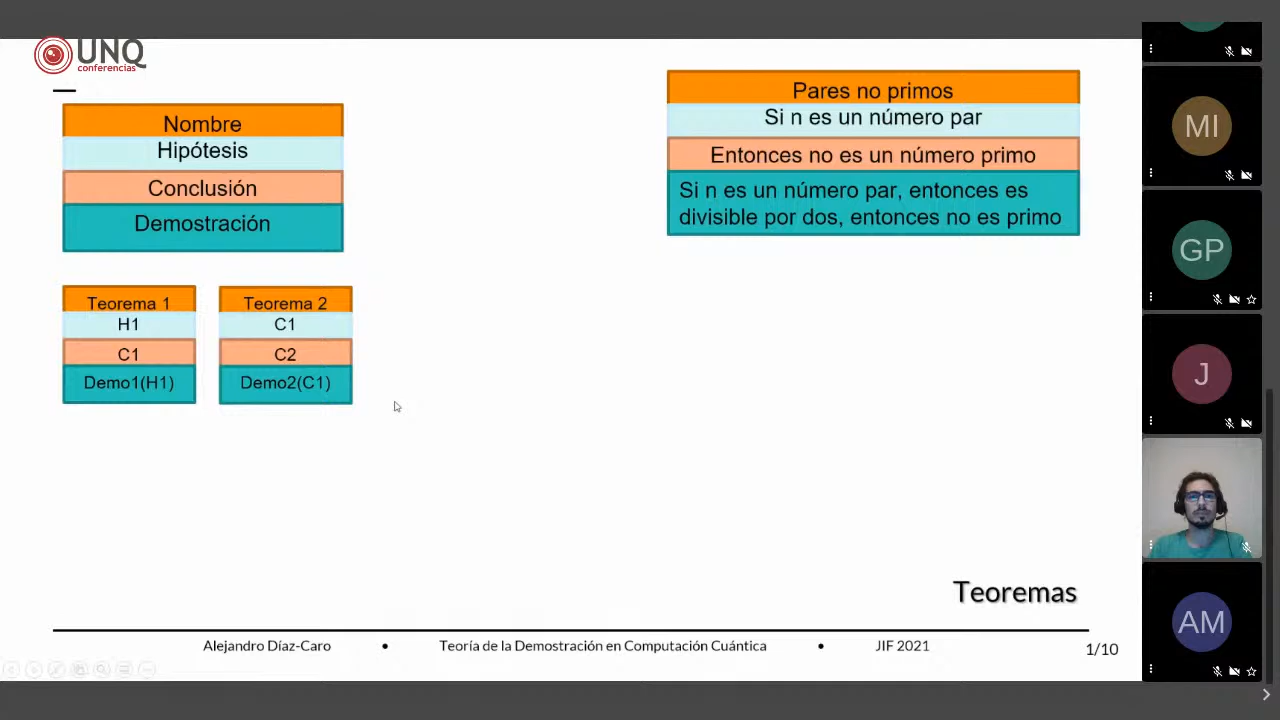 UNQ
conferencias
Nombre
Hipótesis
Conclusión
Demostración
Pares no primos
Si n es un número par
Entonces no es un número primo
Si n es un número par, entonces es
divisible por dos, entonces no es primo
Teorema 1
H1
C1
Demo1(H1)
Teorema 2
C1
C2
Demo2(C1)
Teoremas
Alejandro Díaz-Caro • Teoría de la Demostración en Computación Cuántica • JIF 2021
1/10
MI
GP
J
AM